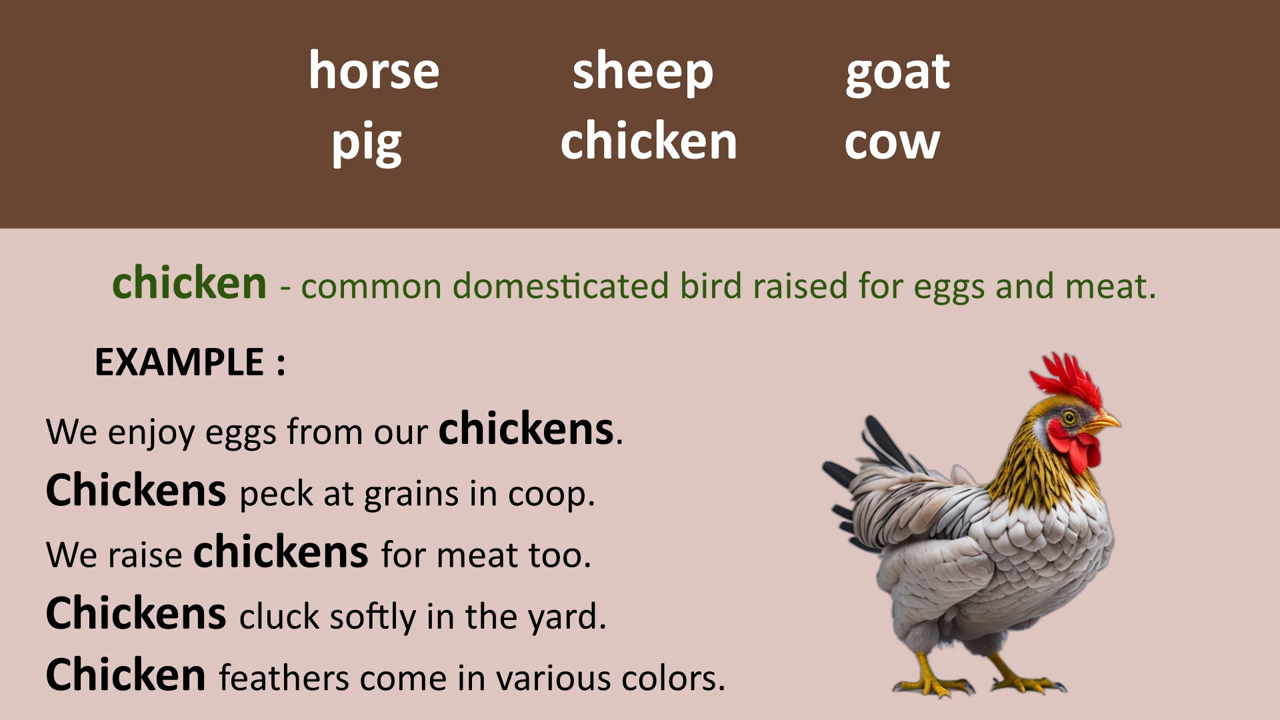 horse sheep goat
pig chicken cow
chicken - common domesticated bird raised for eggs and meat.
EXAMPLE :
We enjoy eggs from our chickens.
Chickens peck at grains in coop.
We raise chickens for meat too.
Chickens cluck softly in the yard.
Chicken feathers come in various colors.